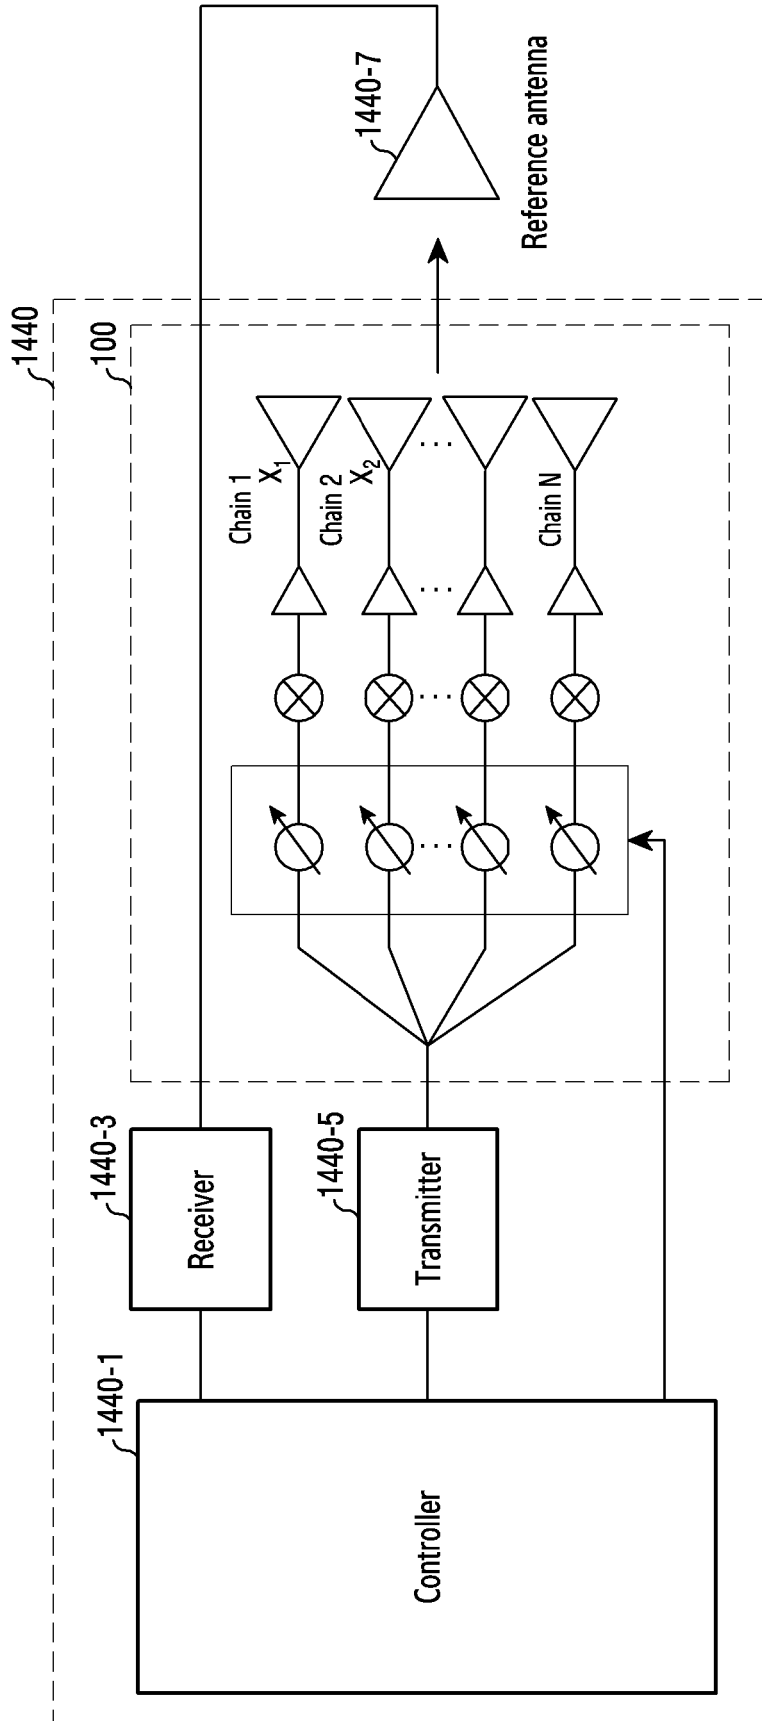 1440
100
1440-1
1440-3
1440-5
1440-7
Controller
Receiver
Transmitter
Chain 1
X1
Chain 2
X2
...
...
...
...
Chain N
Reference antenna